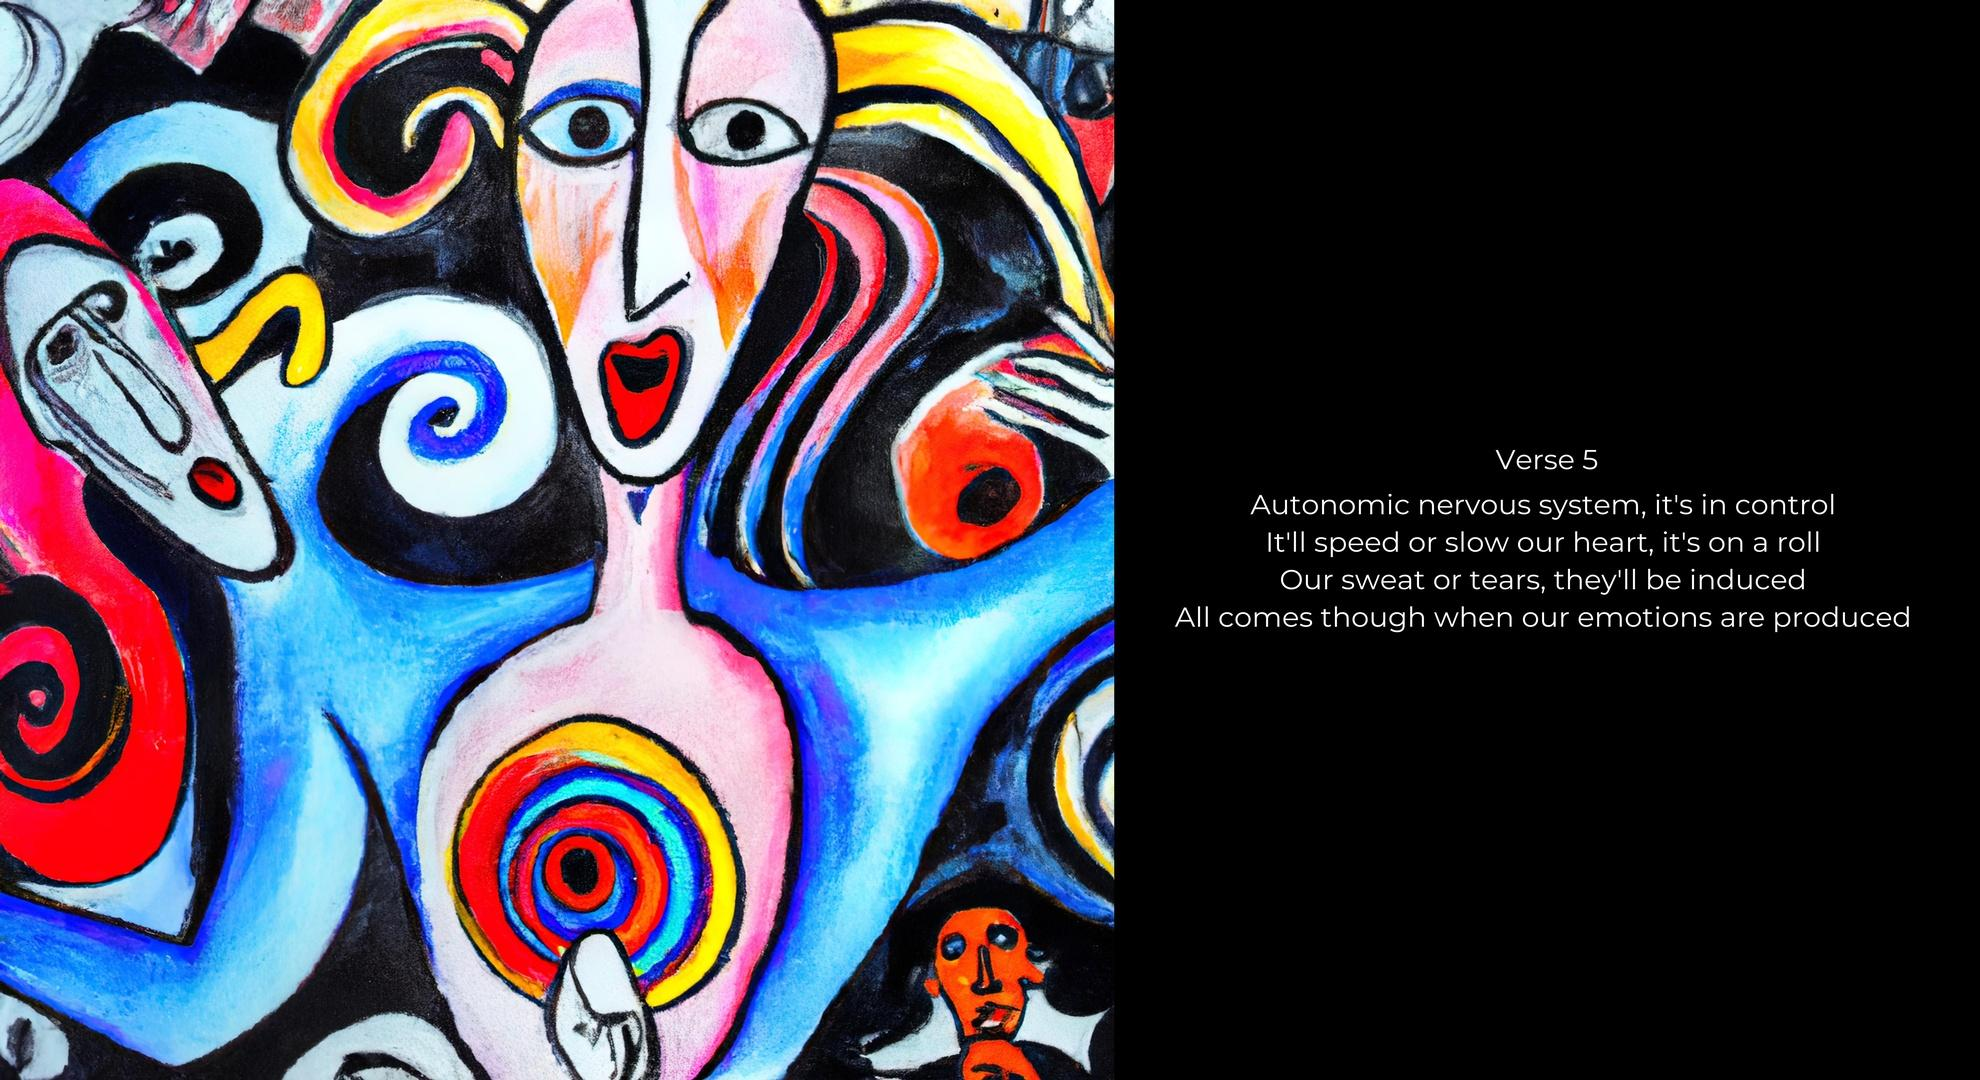 Verse 5
Autonomic nervous system, it's in control
It'll speed or slow our heart, it's on a roll
Our sweat or tears, they'll be induced
All comes though when our emotions are produced